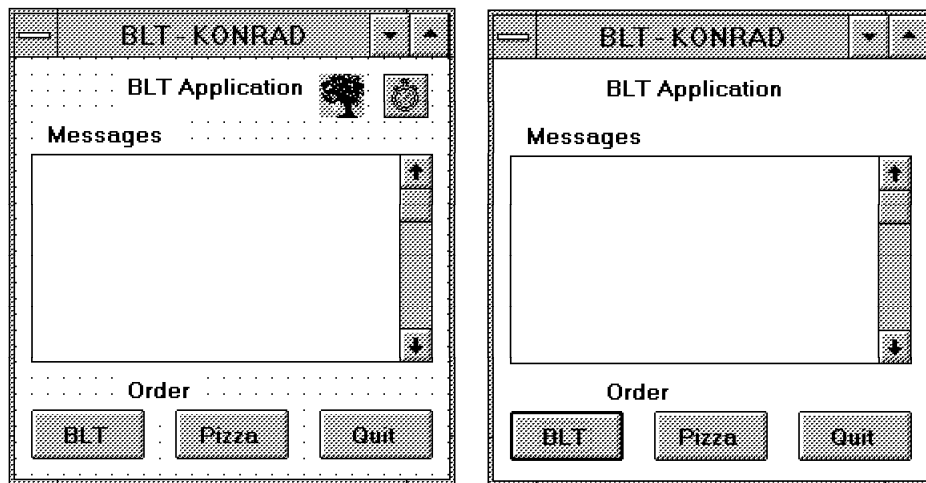 BLT - KONRAD
BLT Application
Messages
Order
BLT Pizza Quit
BLT - KONRAD
BLT Application
Messages
Order
BLT Pizza Quit